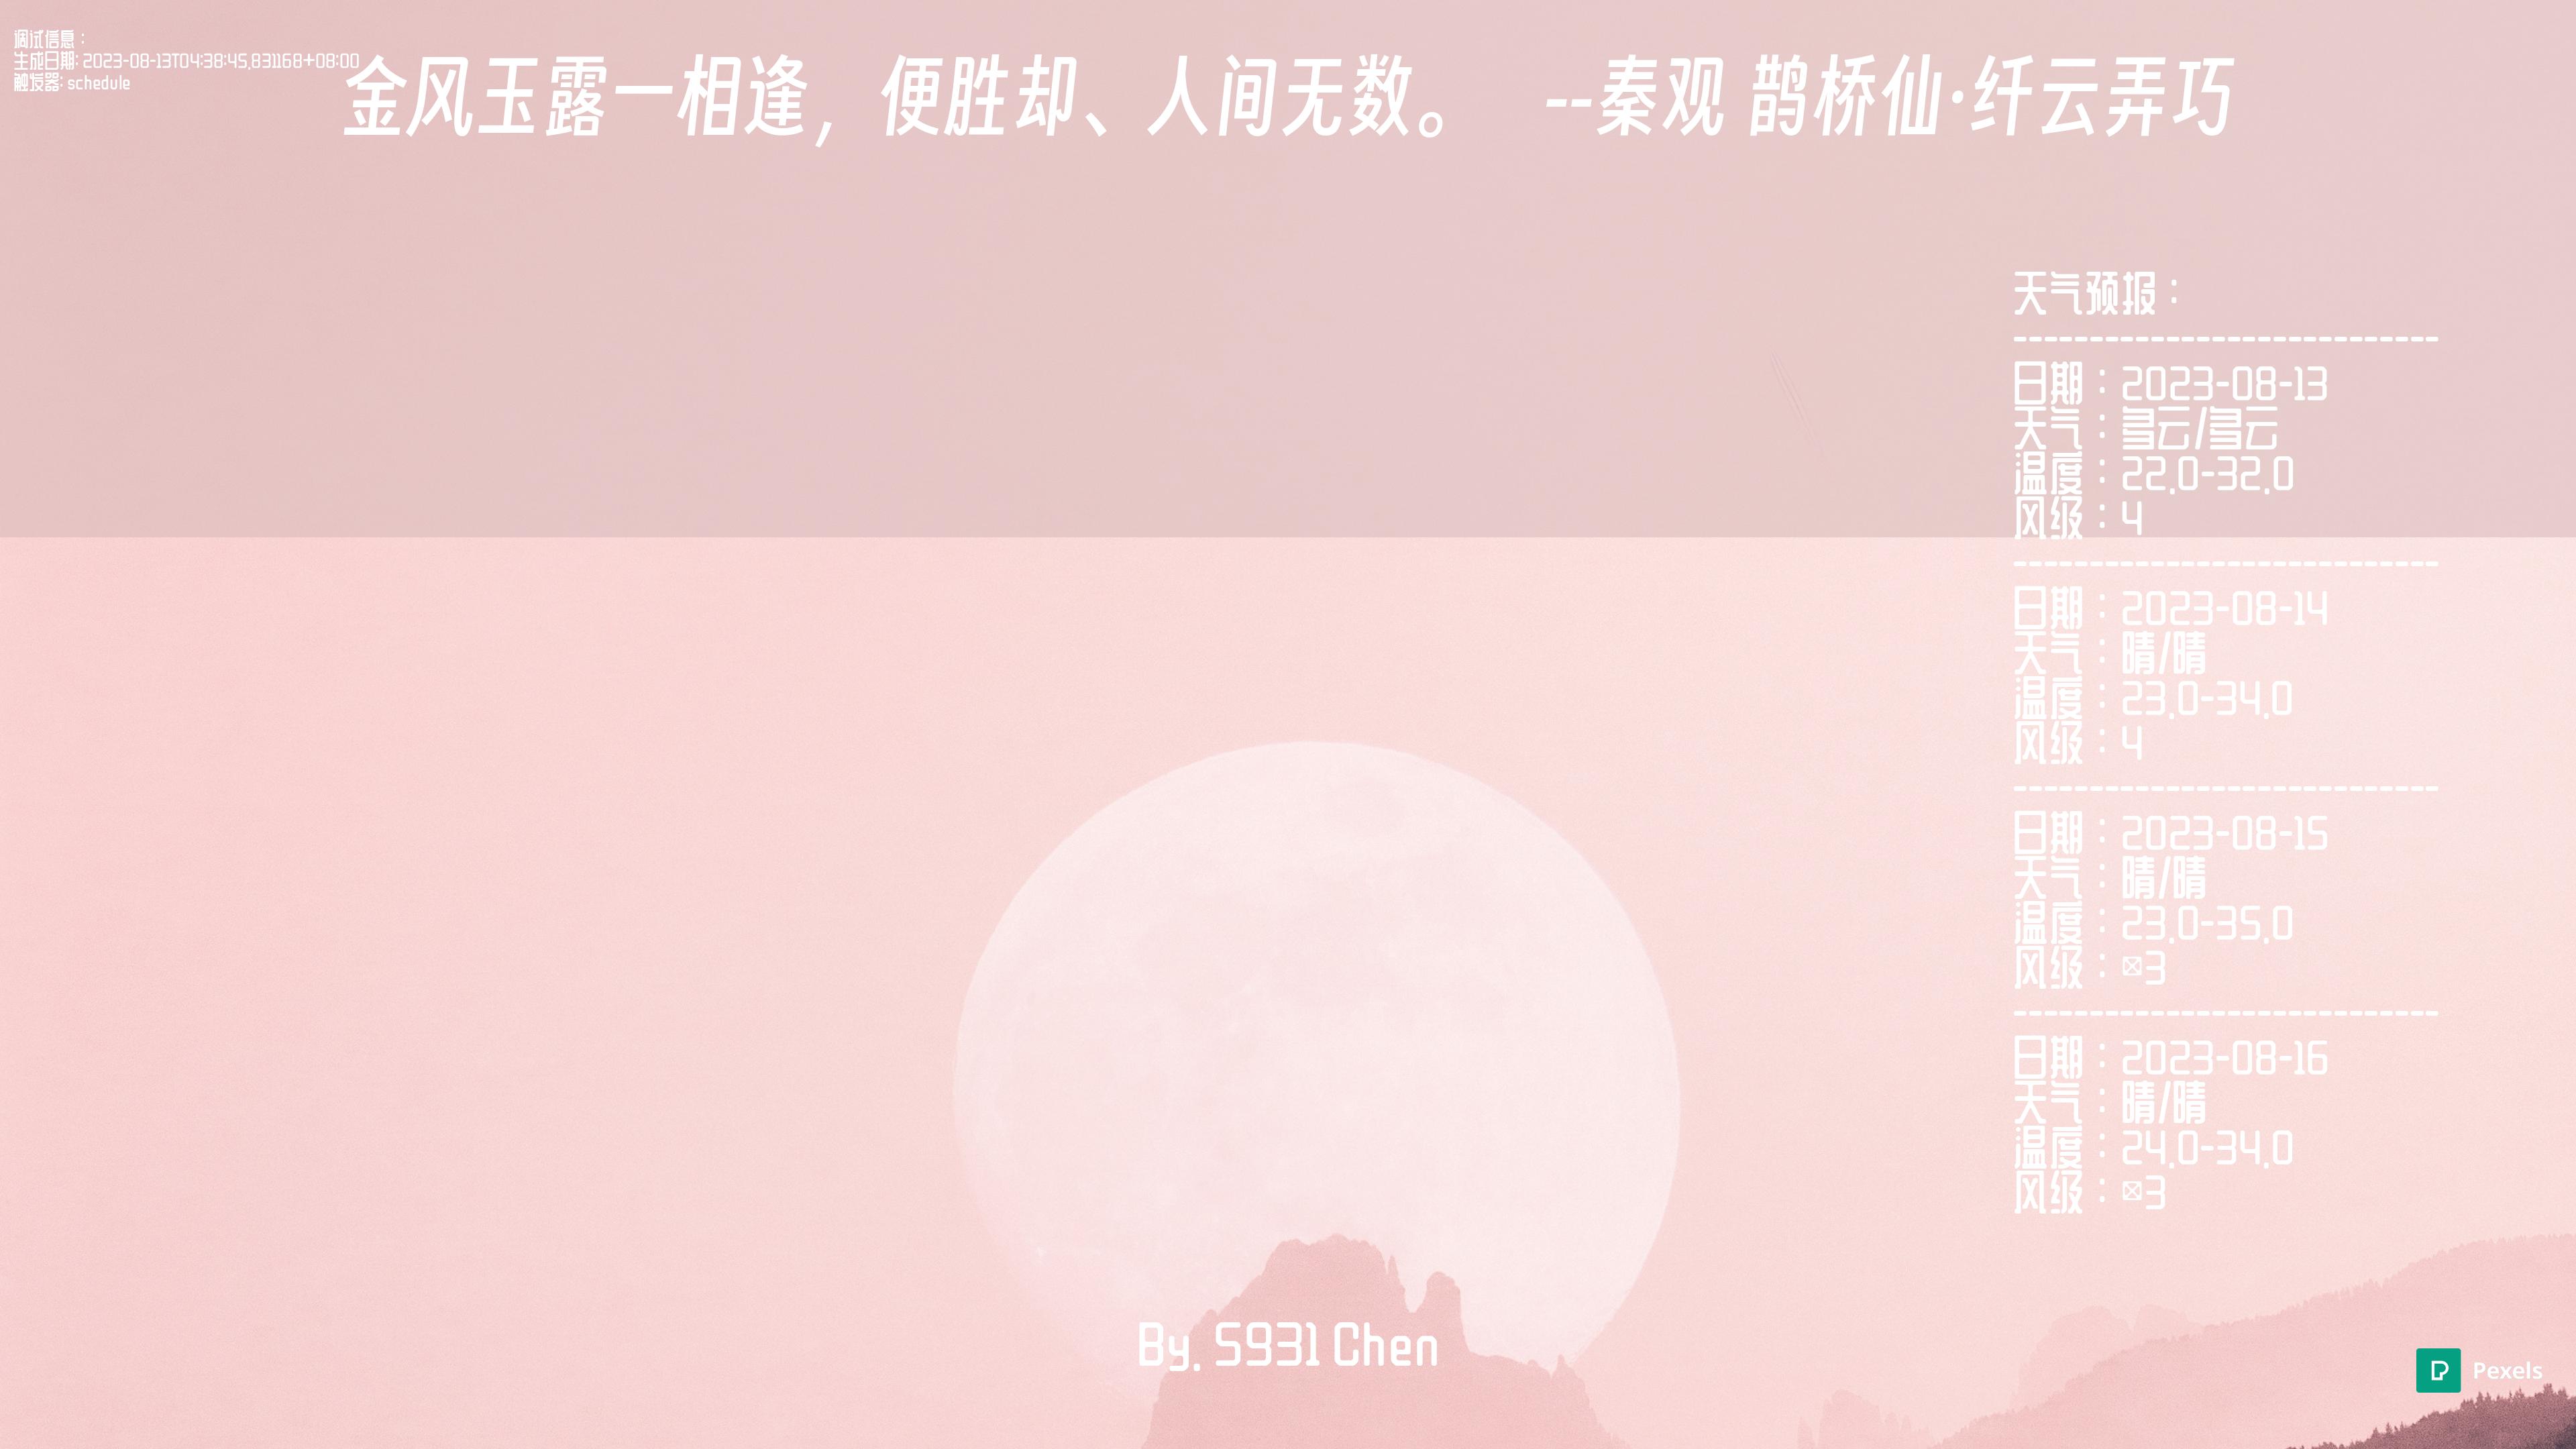 调试信息：
生成日期: 2023-08-13T04:38:45.831168+08:00
触发器: schedule
金风玉露一相逢，便胜却、人间无数。 --秦观 鹊桥仙·纤云弄巧
天气预报：
----------------------------
日期：2023-08-13
天气：多云/多云
温度：22.0-32.0
风级：4
----------------------------
日期：2023-08-14
天气：晴/晴
温度：23.0-34.0
风级：4
----------------------------
日期：2023-08-15
天气：晴/晴
温度：23.0-35.0
风级：3
----------------------------
日期：2023-08-16
天气：晴/晴
温度：24.0-34.0
风级：3
By. S931 Chen
Pexels